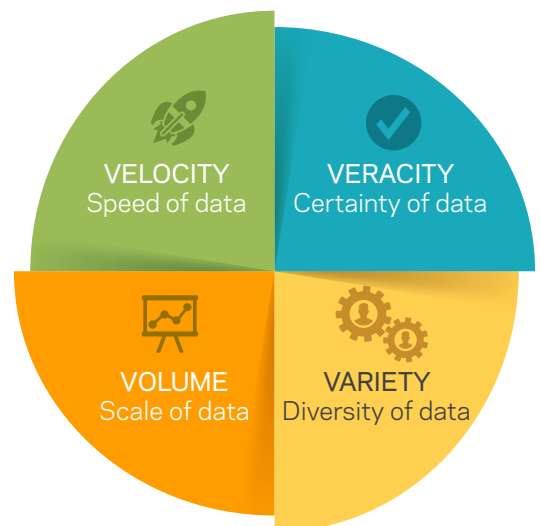 VELOCITY
Speed of data
VERACITY
Certainty of data
VOLUME
Scale of data
VARIETY
Diversity of data